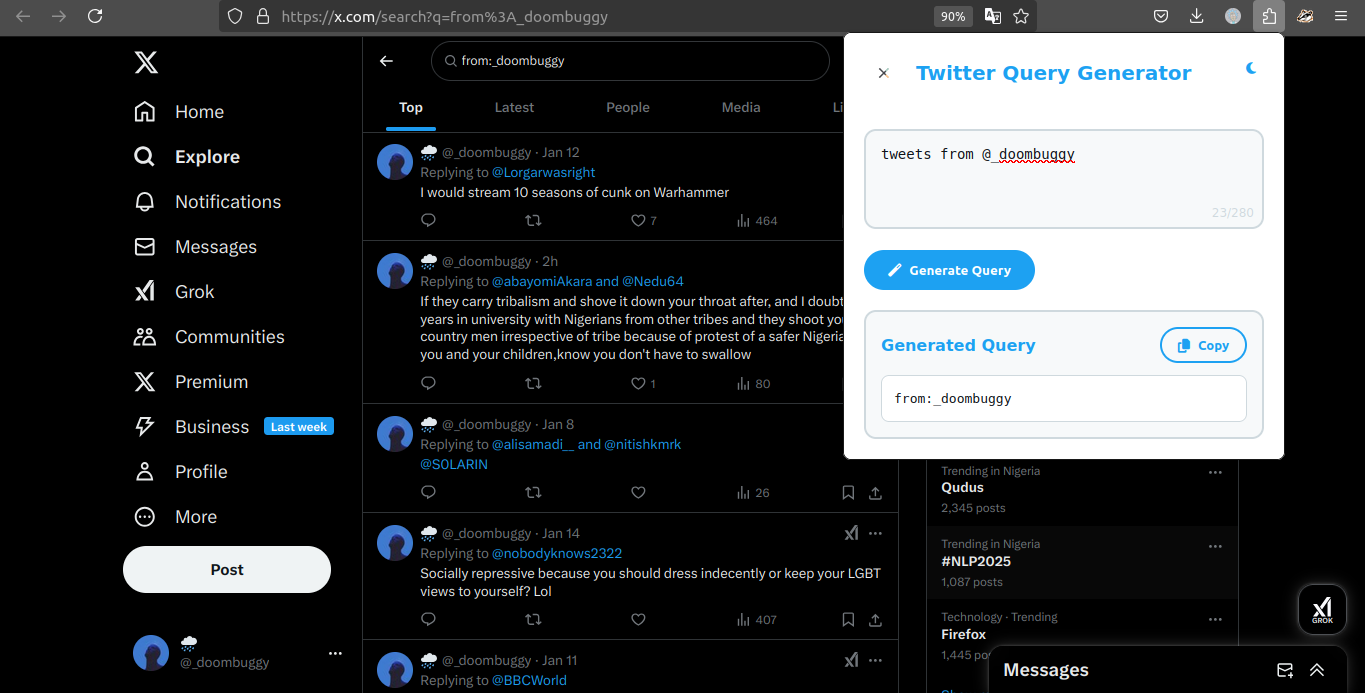 https://x.com/search?q=from%3A_doombuggy
90%
Home
Explore
Notifications
Messages
Grok
Communities
Premium
Business Last week
Profile
More
Post
@_doombuggy
from:_doombuggy
Top Latest People Media Li
@_doombuggy · Jan 12
Replying to @Lorgarwasright
I would stream 10 seasons of cunk on Warhammer
7 464
@_doombuggy · 2h
Replying to @abayomiAkara and @Nedu64
If they carry tribalism and shove it down your throat after, and I doubt
years in university with Nigerians from other tribes and they shoot you
country men irrespective of tribe because of protest of a safer Nigeria
you and your children,know you don't have to swallow
1 80
@_doombuggy · Jan 8
Replying to @alisamadi__ and @nitishkmrk
@S0LARIN
26
@_doombuggy · Jan 14
Replying to @nobodyknows2322
Socially repressive because you should dress indecently or keep your LGBT
views to yourself? Lol
407
@_doombuggy · Jan 11
Replying to @BBCWorld
Twitter Query Generator
tweets from @_doombuggy
23/280
Generate Query
Generated Query
Copy
from:_doombuggy
Trending in Nigeria
Qudus
2,345 posts
Trending in Nigeria
#NLP2025
1,087 posts
Technology · Trending
Firefox
1,445 po
GROK
Messages